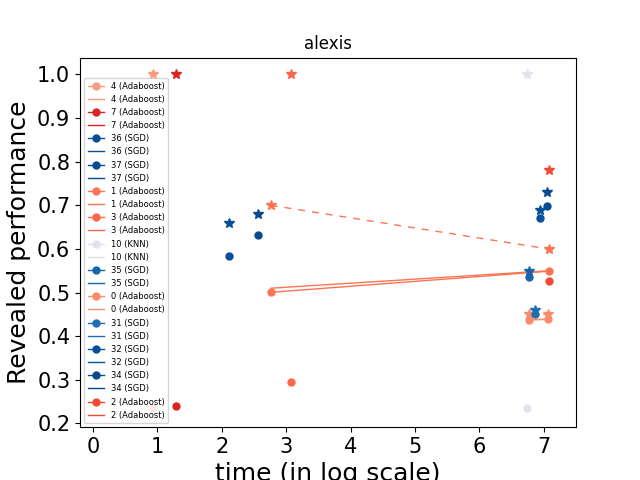 alexis
Revealed performance
1.0
0.9
0.8
0.7
0.6
0.5
0.4
0.3
0.2
4 (Adaboost)
4 (Adaboost)
7 (Adaboost)
7 (Adaboost)
36 (SGD)
36 (SGD)
37 (SGD)
37 (SGD)
1 (Adaboost)
1 (Adaboost)
3 (Adaboost)
3 (Adaboost)
10 (KNN)
10 (KNN)
35 (SGD)
35 (SGD)
0 (Adaboost)
0 (Adaboost)
31 (SGD)
31 (SGD)
32 (SGD)
32 (SGD)
34 (SGD)
34 (SGD)
2 (Adaboost)
2 (Adaboost)
0 1 2 3 4 5 6 7
time (in log scale)